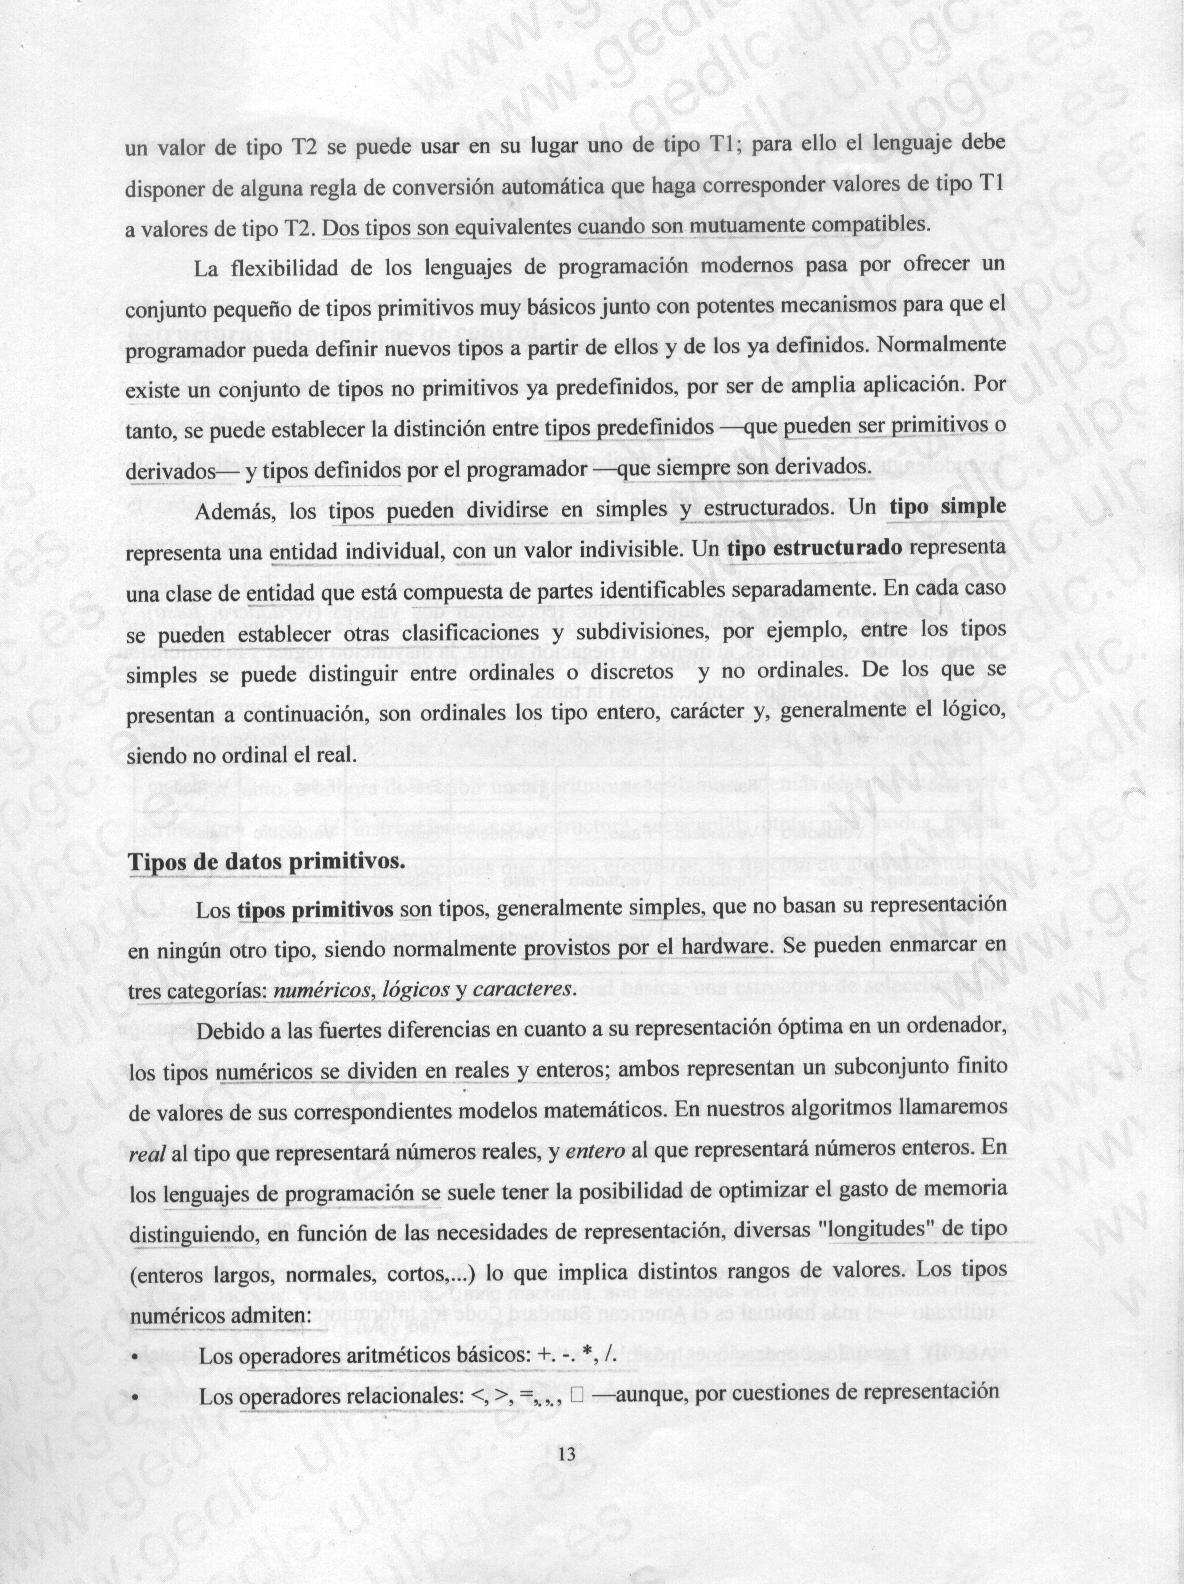 un valor de tipo T2 se puede usar en su lugar uno de tipo T1; para ello el lenguaje debe
disponer de alguna regla de conversión automática que haga corresponder valores de tipo T1
a valores de tipo T2. Dos tipos son equivalentes cuando son mutuamente compatibles.
La flexibilidad de los lenguajes de programación modernos pasa por ofrecer un
conjunto pequeño de tipos primitivos muy básicos junto con potentes mecanismos para que el
programador pueda definir nuevos tipos a partir de ellos y de los ya definidos. Normalmente
existe un conjunto de tipos no primitivos ya predefinidos, por ser de amplia aplicación. Por
tanto, se puede establecer la distinción entre tipos predefinidos —que pueden ser primitivos o
derivados— y tipos definidos por el programador —que siempre son derivados.
Además, los tipos pueden dividirse en simples y estructurados. Un tipo simple
representa una entidad individual, con un valor indivisible. Un tipo estructurado representa
una clase de entidad que está compuesta de partes identificables separadamente. En cada caso
se pueden establecer otras clasificaciones y subdivisiones, por ejemplo, entre los tipos
simples se puede distinguir entre ordinales o discretos y no ordinales. De los que se
presentan a continuación, son ordinales los tipo entero, carácter y, generalmente el lógico,
siendo no ordinal el real.
Tipos de datos primitivos.
Los tipos primitivos son tipos, generalmente simples, que no basan su representación
en ningún otro tipo, siendo normalmente provistos por el hardware. Se pueden enmarcar en
tres categorías: numéricos, lógicos y caracteres.
Debido a las fuertes diferencias en cuanto a su representación óptima en un ordenador,
los tipos numéricos se dividen en reales y enteros; ambos representan un subconjunto finito
de valores de sus correspondientes modelos matemáticos. En nuestros algoritmos llamaremos
real al tipo que representará números reales, y entero al que representará números enteros. En
los lenguajes de programación se suele tener la posibilidad de optimizar el gasto de memoria
distinguiendo, en función de las necesidades de representación, diversas "longitudes" de tipo
(enteros largos, normales, cortos,...) lo que implica distintos rangos de valores. Los tipos
numéricos admiten:
• Los operadores aritméticos básicos: +. -. *, /.
• Los operadores relacionales: <, >, =,.,., □ —aunque, por cuestiones de representación
13
www.gedlc.ulpgc.es